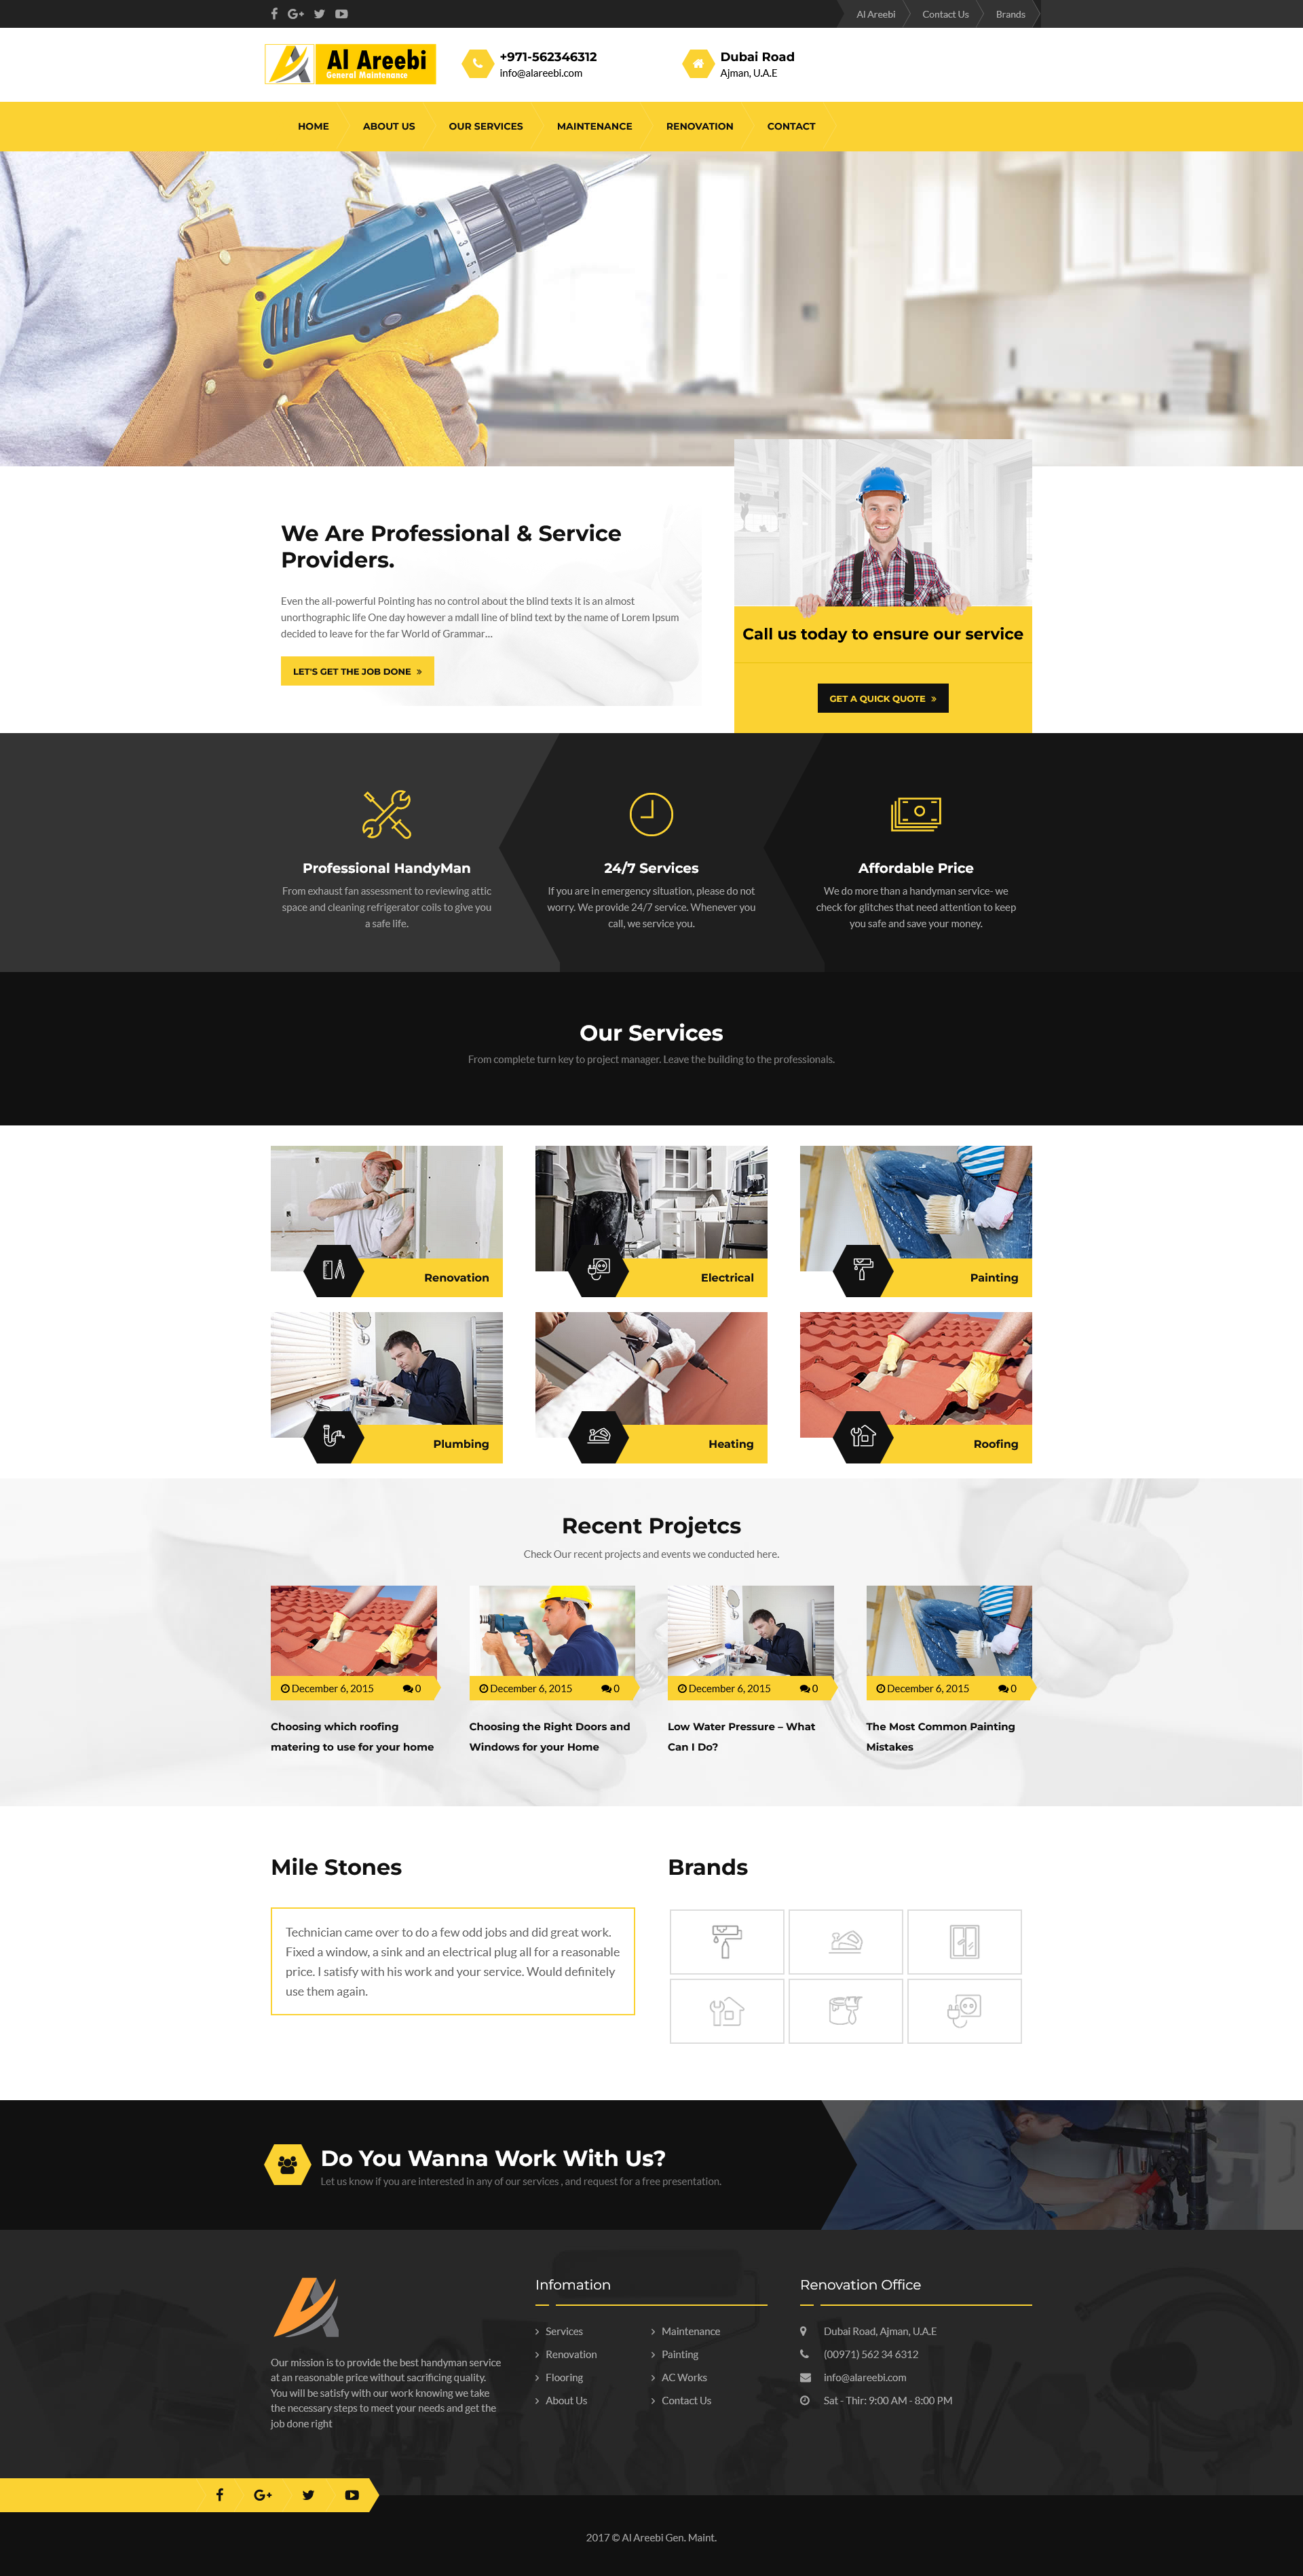 Al Areebi
Contact Us
Brands
Al Areebi
General Maintenance
+971-562346312
info@alareebi.com
Dubai Road
Ajman, U.A.E
HOME
ABOUT US
OUR SERVICES
MAINTENANCE
RENOVATION
CONTACT
We Are Professional & Service
Providers.
Even the all-powerful Pointing has no control about the blind texts it is an almost
unorthographic life One day however a mdall line of blind text by the name of Lorem Ipsum
decided to leave for the far World of Grammar...
LET'S GET THE JOB DONE »
Call us today to ensure our service
GET A QUICK QUOTE »
Professional HandyMan
From exhaust fan assessment to reviewing attic
space and cleaning refrigerator coils to give you
a safe life.
24/7 Services
If you are in emergency situation, please do not
worry. We provide 24/7 service. Whenever you
call, we service you.
Affordable Price
We do more than a handyman service- we
check for glitches that need attention to keep
you safe and save your money.
Our Services
From complete turn key to project manager. Leave the building to the professionals.
Renovation
Electrical
Painting
Plumbing
Heating
Roofing
Recent Projetcs
Check Our recent projects and events we conducted here.
December 6, 2015 0
December 6, 2015 0
December 6, 2015 0
December 6, 2015 0
Choosing which roofing
matering to use for your home
Choosing the Right Doors and
Windows for your Home
Low Water Pressure – What
Can I Do?
The Most Common Painting
Mistakes
Mile Stones
Technician came over to do a few odd jobs and did great work.
Fixed a window, a sink and an electrical plug all for a reasonable
price. I satisfy with his work and your service. Would definitely
use them again.
Brands
Do You Wanna Work With Us?
Let us know if you are interested in any of our services , and request for a free presentation.
Our mission is to provide the best handyman service
at an reasonable price without sacrificing quality.
You will be satisfy with our work knowing we take
the necessary steps to meet your needs and get the
job done right
Infomation
Services
Renovation
Flooring
About Us
Maintenance
Painting
AC Works
Contact Us
Renovation Office
Dubai Road, Ajman, U.A.E
(00971) 562 34 6312
info@alareebi.com
Sat - Thir: 9:00 AM - 8:00 PM
2017 © Al Areebi Gen. Maint.